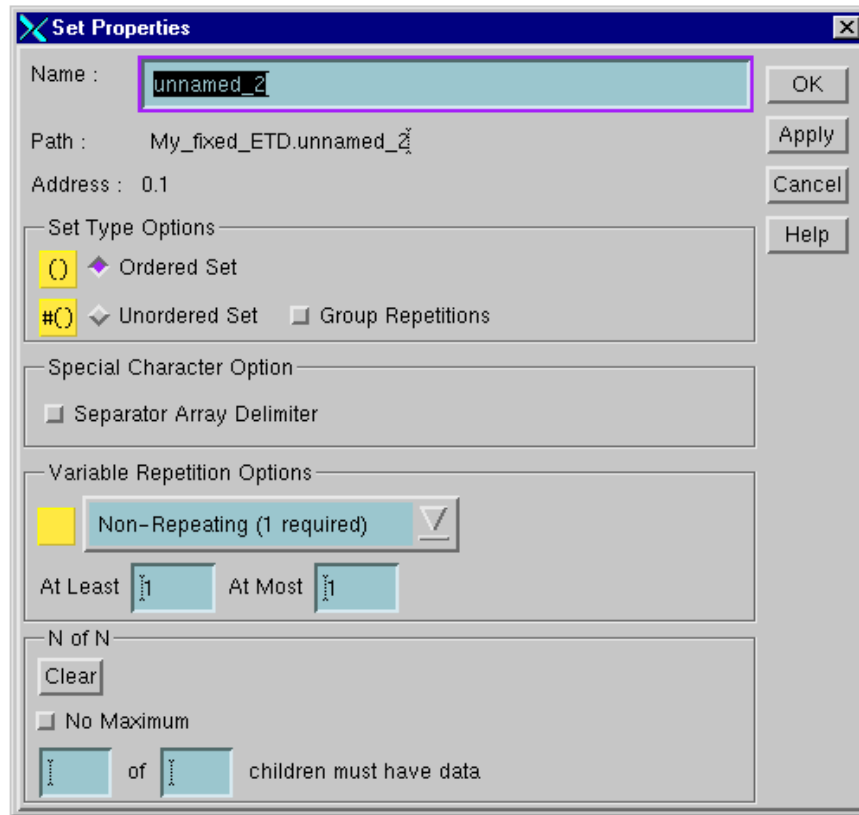 Set Properties
Name :
unnamed_2
OK
Path :
My_fixed_ETD.unnamed_2
Apply
Address : 0.1
Cancel
Set Type Options
Help
() Ordered Set
#() Unordered Set Group Repetitions
Special Character Option
Separator Array Delimiter
Variable Repetition Options
Non-Repeating (1 required)
At Least 1 At Most 1
N of N
Clear
No Maximum
of children must have data